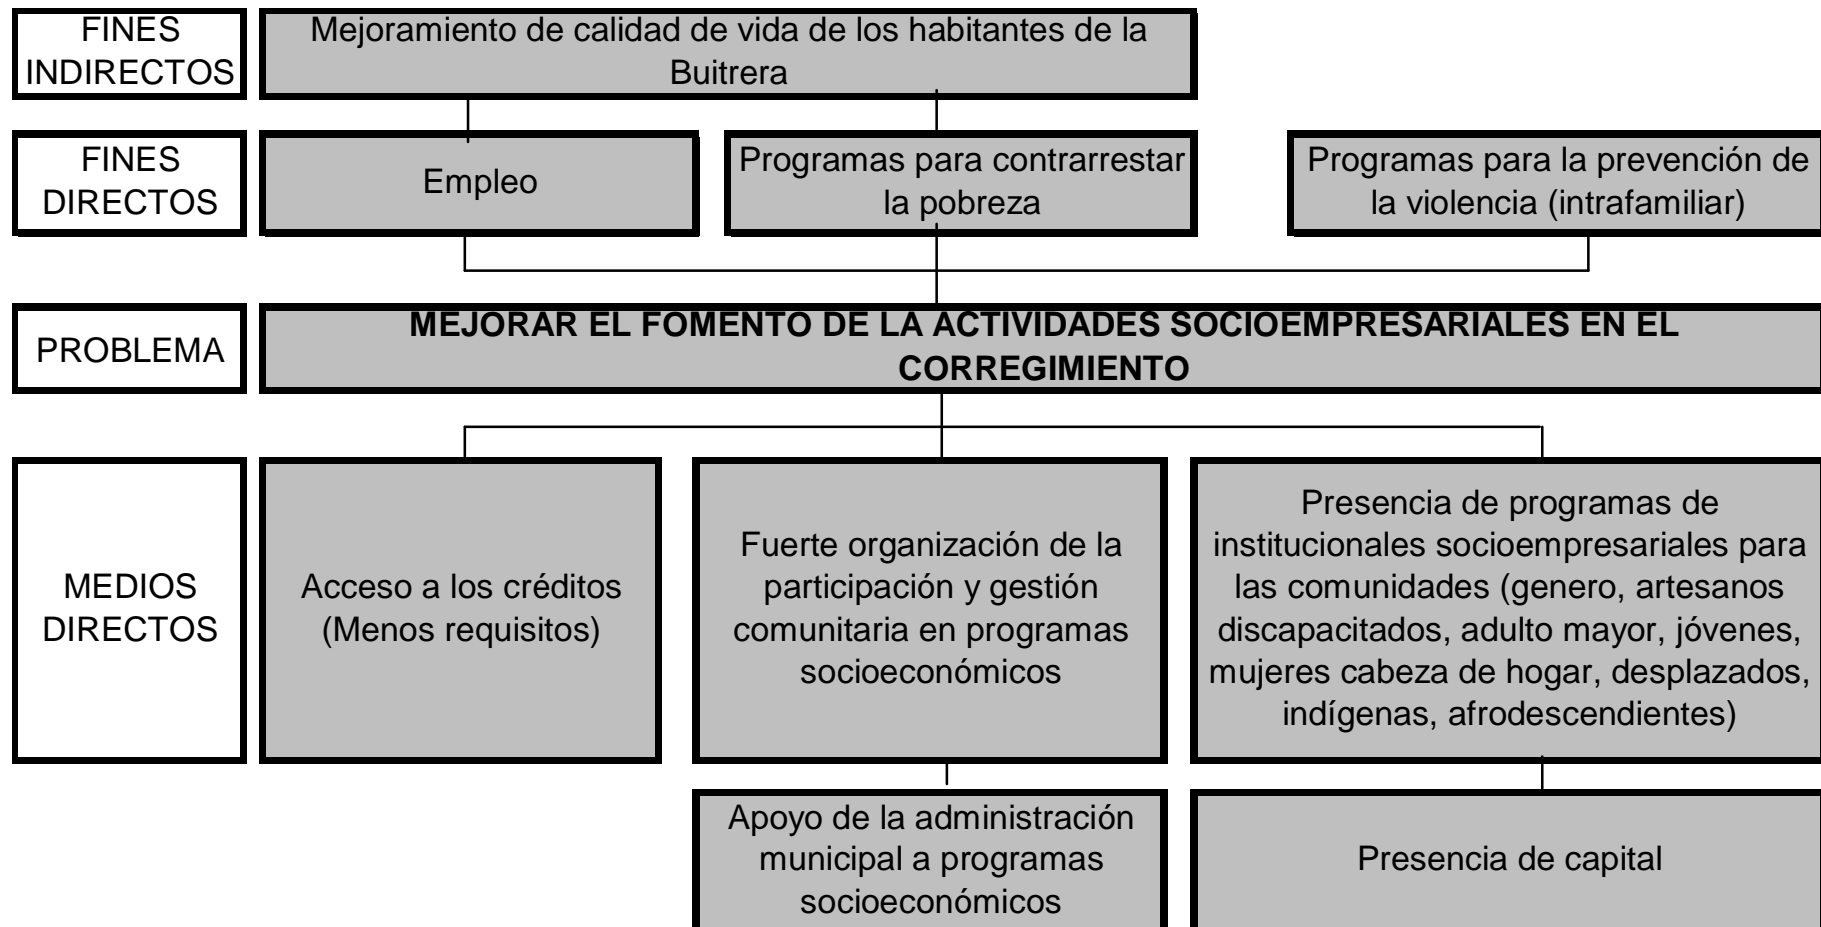 FINES
INDIRECTOS
Mejoramiento de calidad de vida de los habitantes de la
Buitrera
FINES
DIRECTOS
Empleo
Programas para contrarrestar
la pobreza
Programas para la prevención de
la violencia (intrafamiliar)
PROBLEMA
MEJORAR EL FOMENTO DE LA ACTIVIDADES SOCIOEMPRESARIALES EN EL
CORREGIMIENTO
MEDIOS
DIRECTOS
Acceso a los créditos
(Menos requisitos)
Fuerte organización de la
participación y gestión
comunitaria en programas
socioeconómicos
Presencia de programas de
institucionales socioempresariales para
las comunidades (genero, artesanos
discapacitados, adulto mayor, jóvenes,
mujeres cabeza de hogar, desplazados,
indígenas, afrodescendientes)
Apoyo de la administración
municipal a programas
socioeconómicos
Presencia de capital